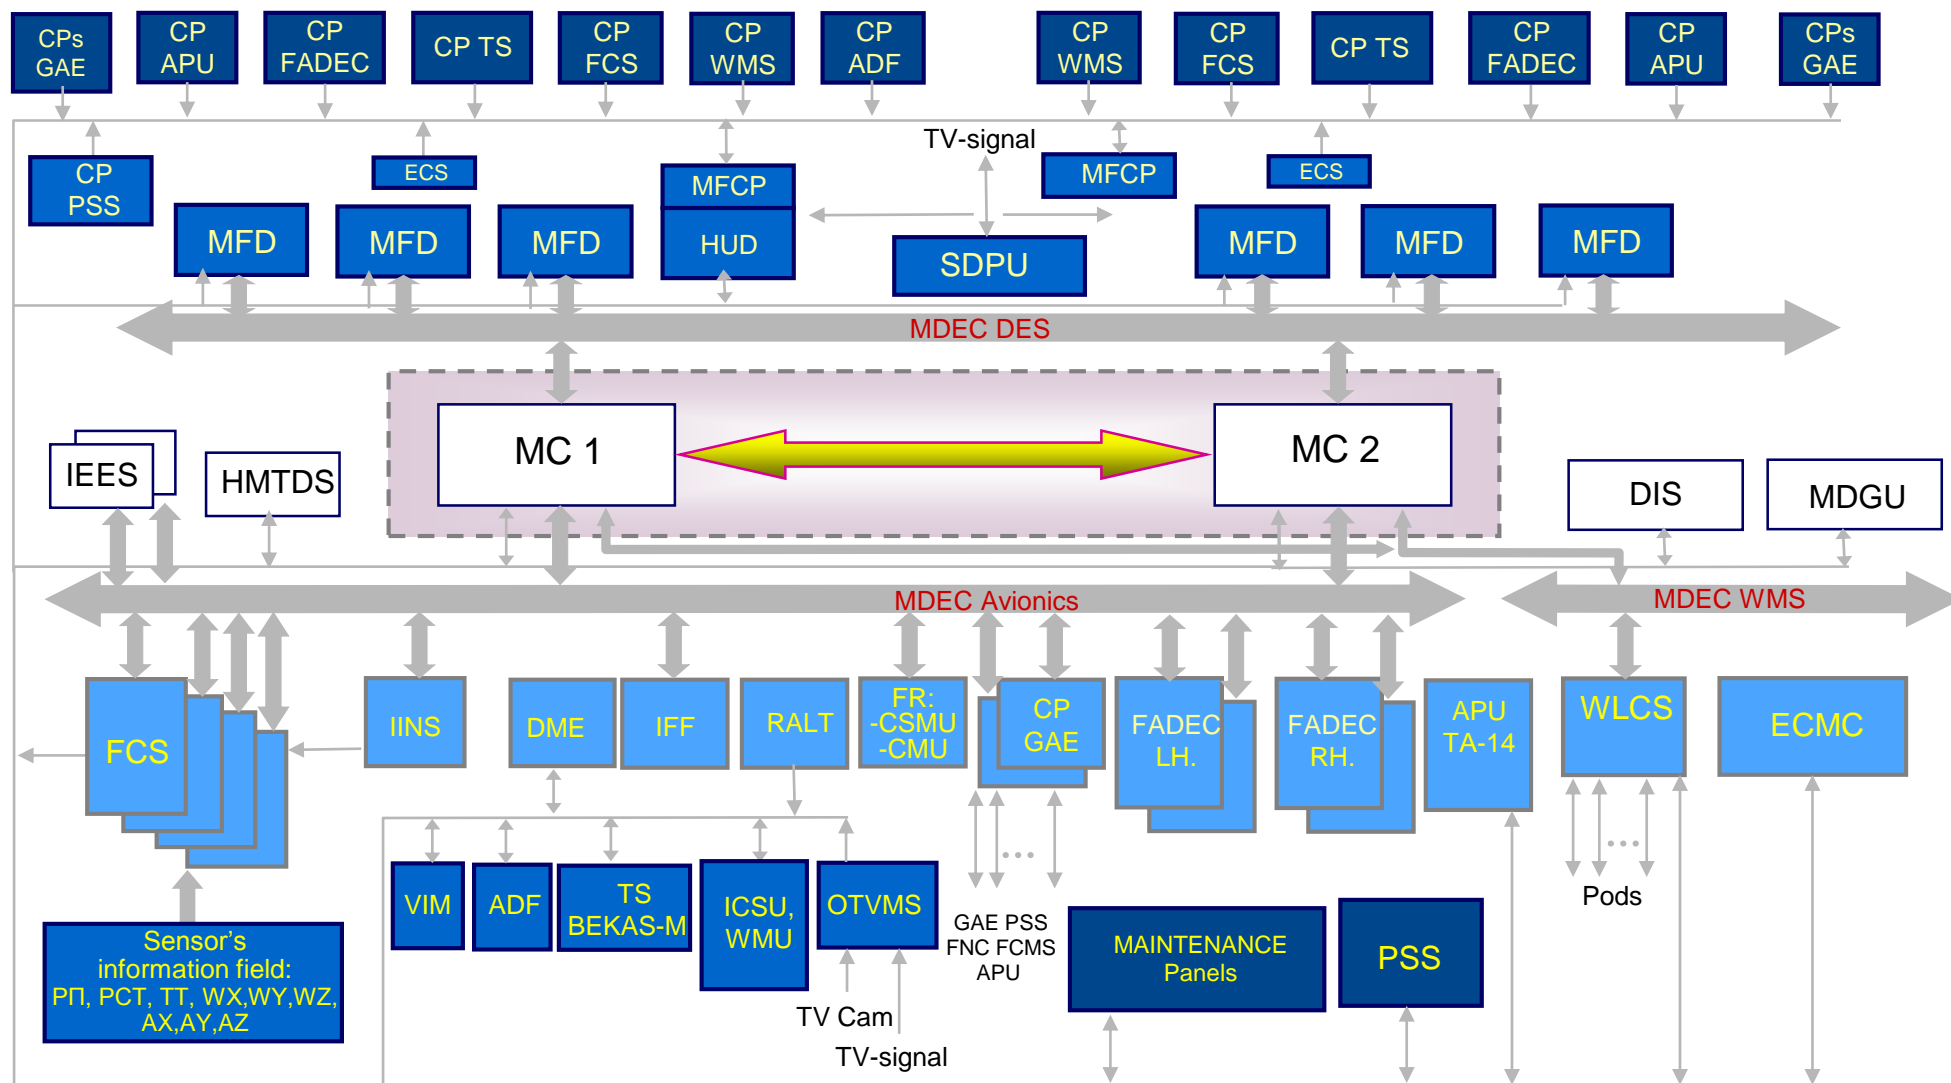 CPs
GAE
CP
APU
CP
FADEC
CP TS
CP
FCS
CP
WMS
CP
ADF
CP
WMS
CP
FCS
CP TS
CP
FADEC
CP
APU
CPs
GAE
TV-signal
CP
PSS
ECS
MFCP
MFCP
ECS
MFD
MFD
MFD
HUD
SDPU
MFD
MFD
MFD
MDEC DES
MC 1
MC 2
IEES
HMTDS
DIS
MDGU
MDEC Avionics
MDEC WMS
FCS
IINS
DME
IFF
RALT
FR:
-CSMU
-CMU
CP
GAE
FADEC
LH.
FADEC
RH.
APU
TA-14
WLCS
ECMC
...
...
Pods
VIM
ADF
TS
BEKAS-M
ICSU,
WMU
OTVMS
GAE PSS
FNC FCMS
APU
MAINTENANCE
Panels
PSS
Sensor's
information field:
РП, РСТ, ТТ, WX,WY,WZ,
AX,AY,AZ
TV Cam
TV-signal